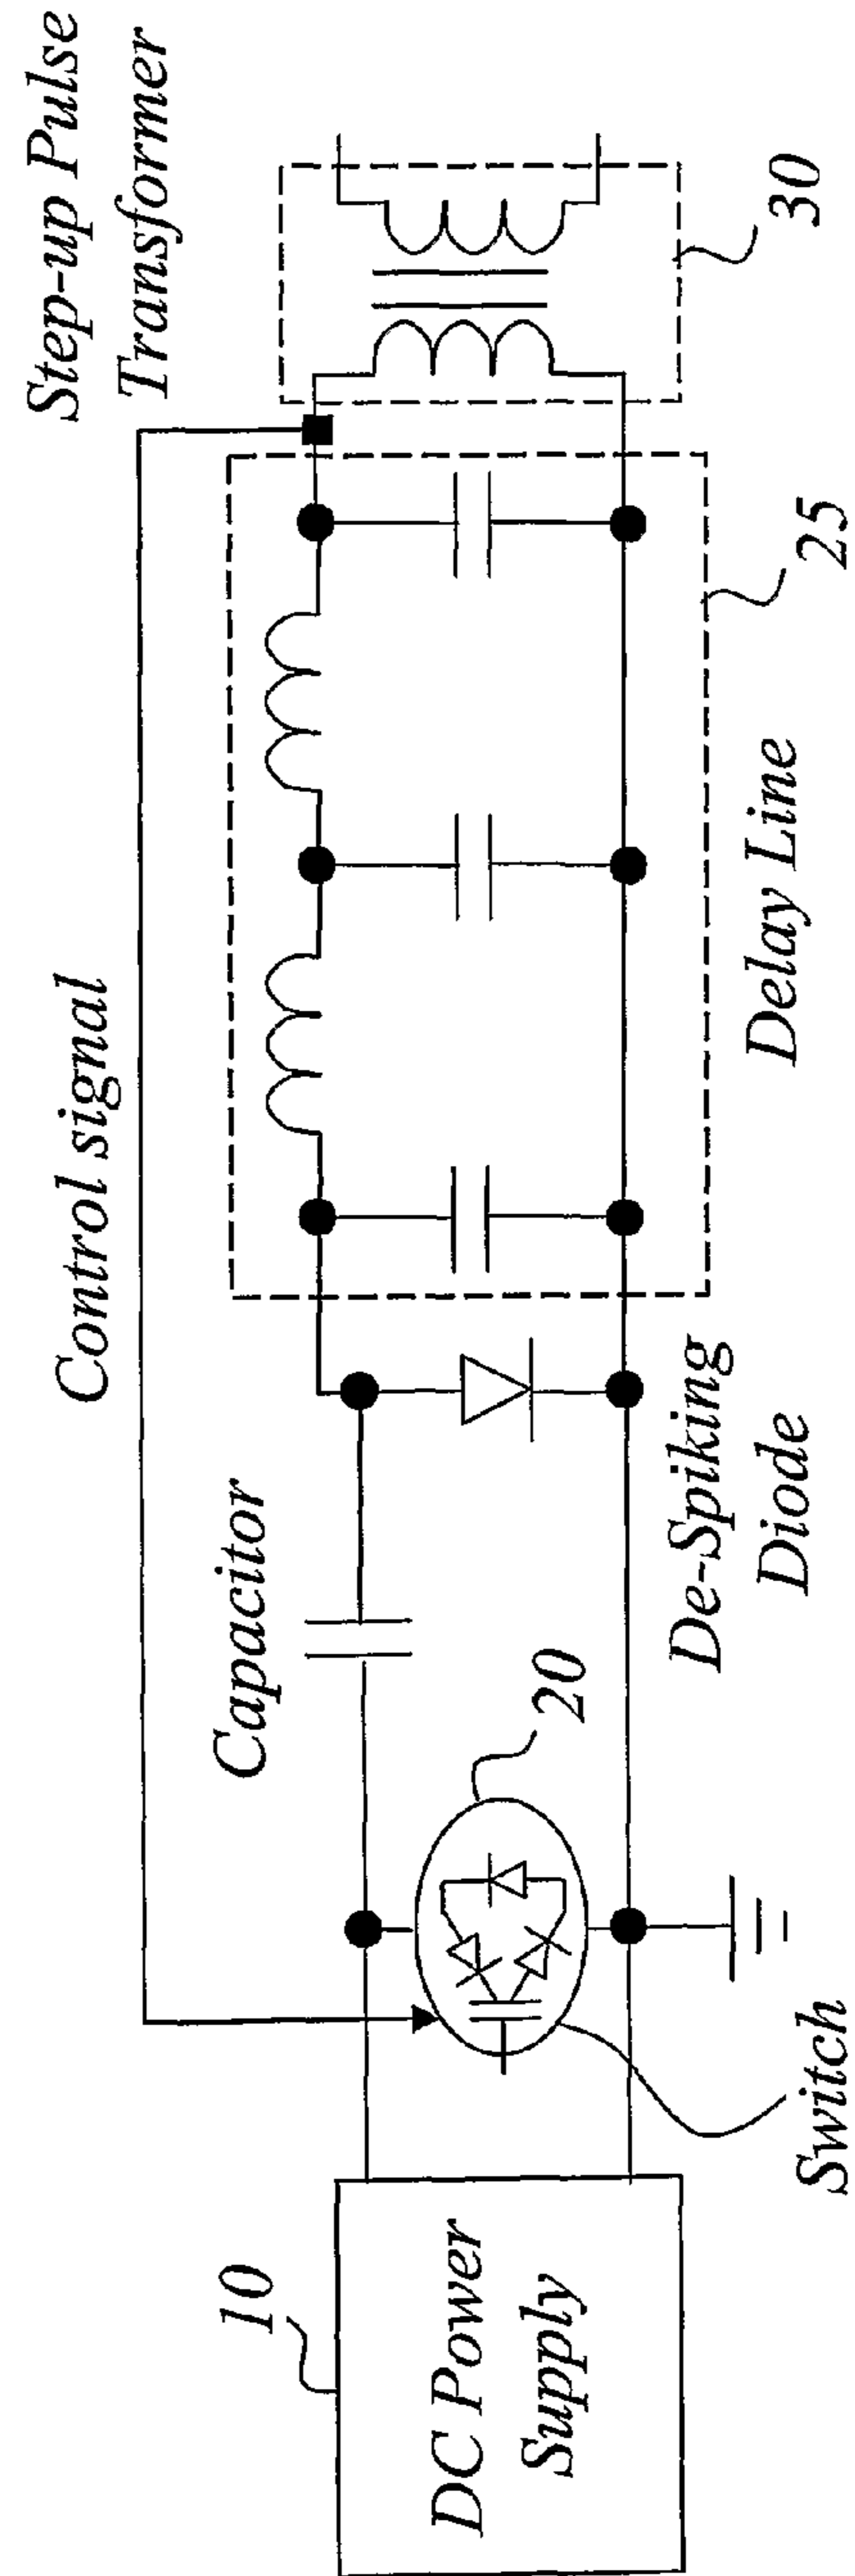 Control signal
Step-up Pulse
Transformer
10
DC Power
Supply
Capacitor
20
Switch
De-Spiking
Diode
Delay Line
25
30